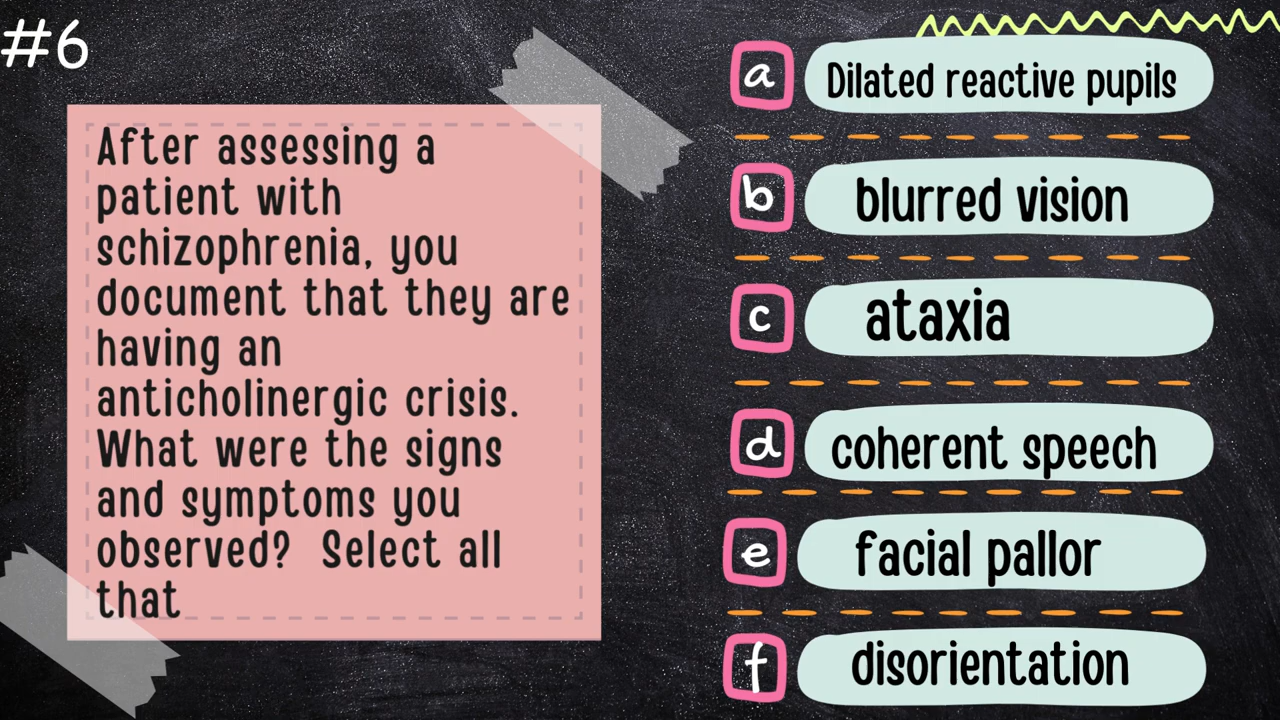 #6
After assessing a
patient with
schizophrenia, you
document that they are
having an
anticholinergic crisis.
What were the signs
and symptoms you
observed?  Select all
that
a Dilated reactive pupils
b blurred vision
c ataxia
d coherent speech
e facial pallor
f disorientation